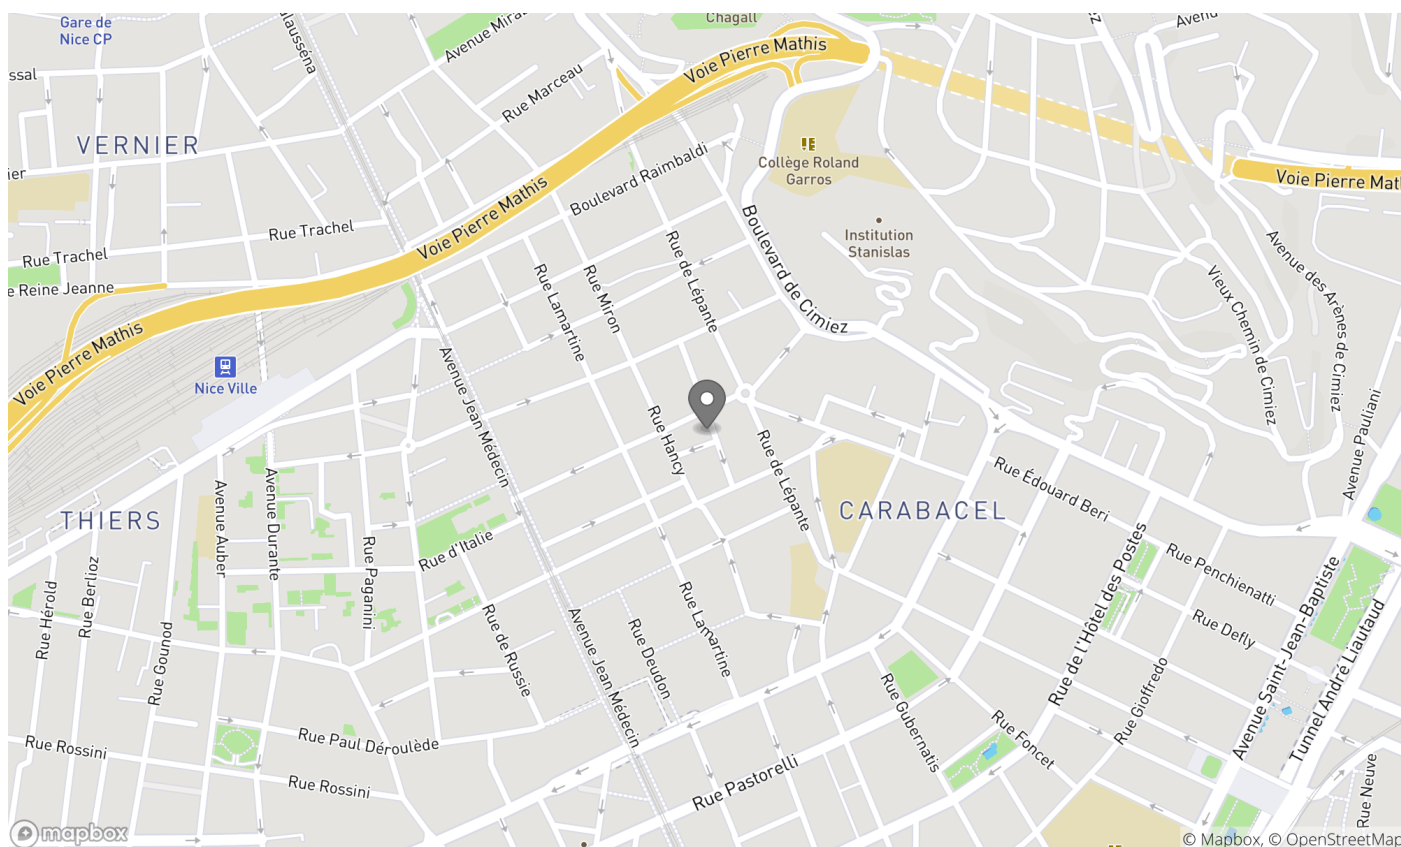 Gare de
Nice CP
alausséna
Avenue Mira
Chagall
Avenu
ossal
Rue Marceau
Voie Pierre Mathis
VERNIER
Collège Roland
Garros
ier
Boulevard Raimbaldi
Voie Pierre Mat
Voie Pierre Mathis
Rue Trachel
Rue Trachel
Institution
Stanislas
Boulevard de Cimiez
Rue de Lépante
Avenue des Arènes de Cimiez
Vieux Chemin de Cimiez
e Reine Jeanne
Rue Lamartine
Rue Miron
Voie Pierre Mathis
Nice Ville
Avenue Jean Médecin
Avenue Pauliani
Rue Hancy
Rue de Lépante
Rue Édouard Beri
THIERS
CARABACEL
Avenue Auber
Avenue Durante
Rue Paganini
Rue d'Italie
Rue Penchienatti
Rue de l'Hôtel des Postes
Rue Hérold
Rue Berlioz
Rue Gounod
Rue de Russie
Avenue Jean Médecin
Rue Deudon
Rue Lamartine
Rue Defly
Avenue Saint-Jean-Baptiste
Tunnel André Liautaud
Rue Gubernatis
Rue Gioffredo
Rue Foncet
Rue Rossini
Rue Paul Déroulède
Rue Rossini
Rue Pastorelli
Rue Neuve
mapbox
© Mapbox, © OpenStreetMap